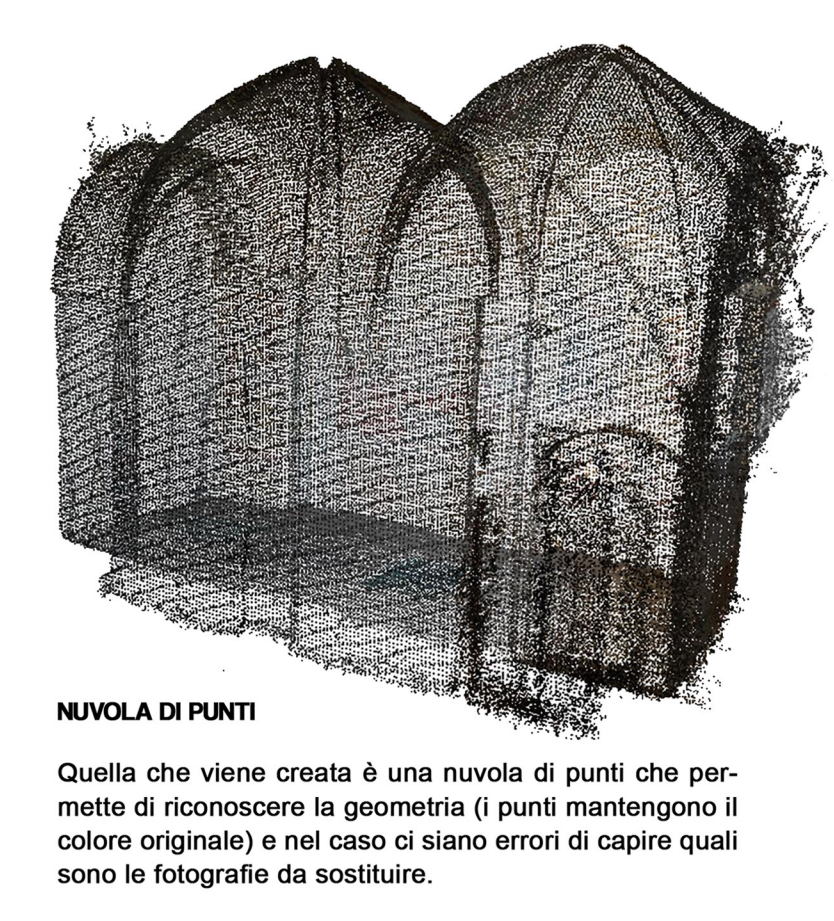 NUVOLA DI PUNTI
Quella che viene creata è una nuvola di punti che per-
mette di riconoscere la geometria (i punti mantengono il
colore originale) e nel caso ci siano errori di capire quali
sono le fotografie da sostituire.